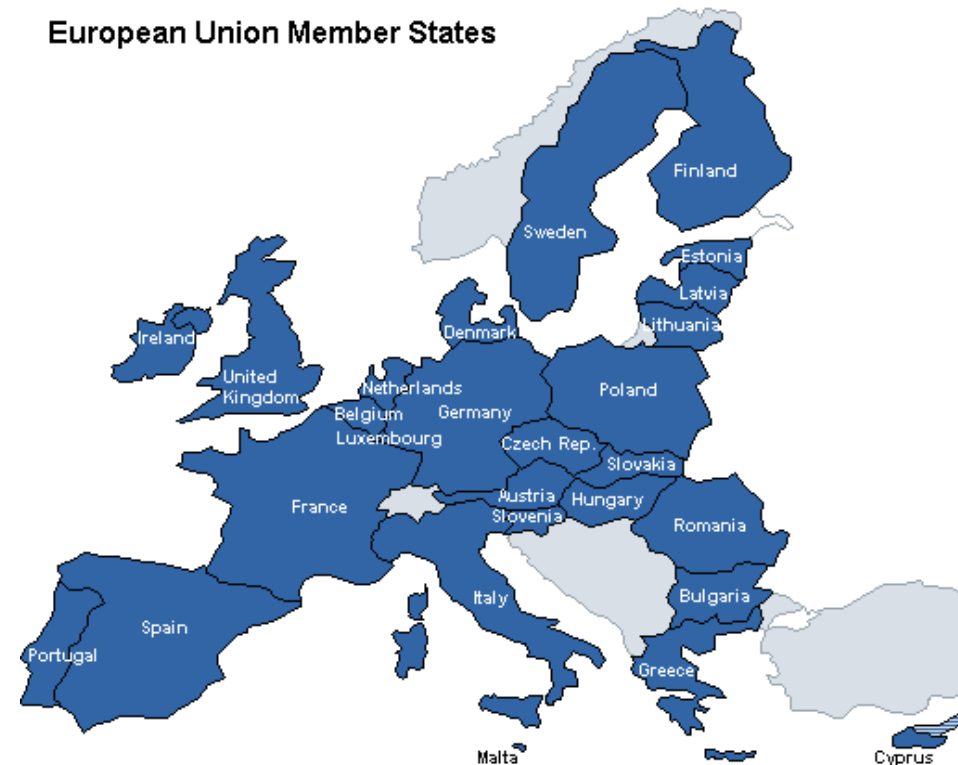 European Union Member States
Finland
Sweden
Estonia
Latvia
Lithuania
Denmark
Ireland
United
Kingdom
Netherlands
Belgium
Germany
Luxembourg
Poland
Czech Rep.
Slovakia
Austria
Hungary
Slovenia
France
Romania
Italy
Bulgaria
Spain
Portugal
Greece
Malta
Cyprus